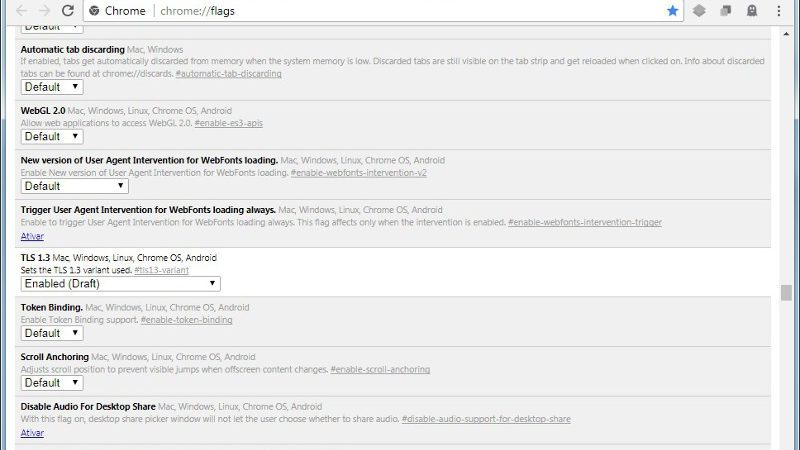 Chrome | chrome://flags
Default
Automatic tab discarding Mac, Windows
If enabled, tabs get automatically discarded from memory when the system memory is low. Discarded tabs are still visible on the tab strip and get reloaded when clicked on. Info about discarded
tabs can be found at chrome://discards. #automatic-tab-discarding
Default
WebGL 2.0 Mac, Windows, Linux, Chrome OS, Android
Allow web applications to access WebGL 2.0. #enable-es3-apis
Default
New version of User Agent Intervention for WebFonts loading. Mac, Windows, Linux, Chrome OS, Android
Enable New version of User Agent Intervention for WebFonts loading. #enable-webfonts-intervention-v2
Default
Trigger User Agent Intervention for WebFonts loading always. Mac, Windows, Linux, Chrome OS, Android
Enable to trigger User Agent Intervention for WebFonts loading always. This flag affects only when the intervention is enabled. #enable-webfonts-intervention-trigger
Ativar
TLS 1.3 Mac, Windows, Linux, Chrome OS, Android
Sets the TLS 1.3 variant used. #tls13-variant
Enabled (Draft)
Token Binding. Mac, Windows, Linux, Chrome OS, Android
Enable Token Binding support. #enable-token-binding
Default
Scroll Anchoring Mac, Windows, Linux, Chrome OS, Android
Adjusts scroll position to prevent visible jumps when offscreen content changes. #enable-scroll-anchoring
Default
Disable Audio For Desktop Share Mac, Windows, Linux, Chrome OS, Android
With this flag on, desktop share picker window will not let the user choose whether to share audio. #disable-audio-support-for-desktop-share
Ativar